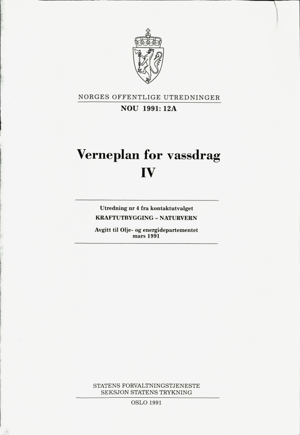 NORGES OFFENTLIGE UTREDNINGER
NOU 1991: 12A
Verneplan for vassdrag
IV
Utredning nr 4 fra kontaktutvalget
KRAFTUTBYGGING – NATURVERN
Avgitt til Olje- og energidepartementet
mars 1991
STATENS FORVALTNINGSTJENESTE
SEKSJON STATENS TRYKNING
OSLO 1991